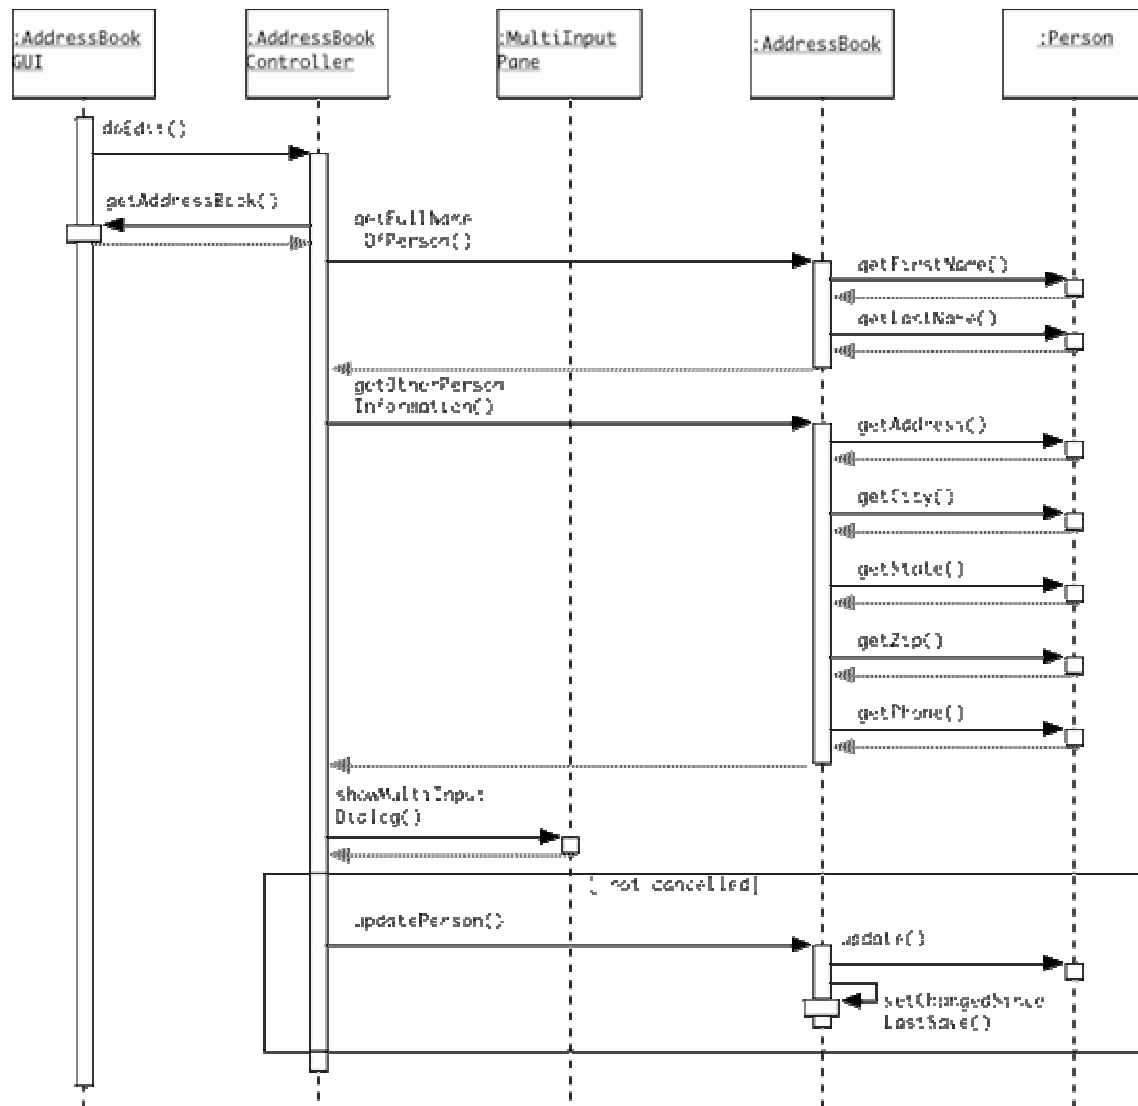 :AddressBook
GUI
:AddressBook
Controller
:MultiInput
Pane
:AddressBook
:Person
doEdit()
getAddressBook()
getFullName
OfPerson()
getFirstName()
getLastName()
getOtherPerson
Information()
getAddress()
getCity()
getState()
getZip()
getPhone()
showMultiInput
Dialog()
[ not cancelled]
updatePerson()
update()
setChangedSince
LastSave()